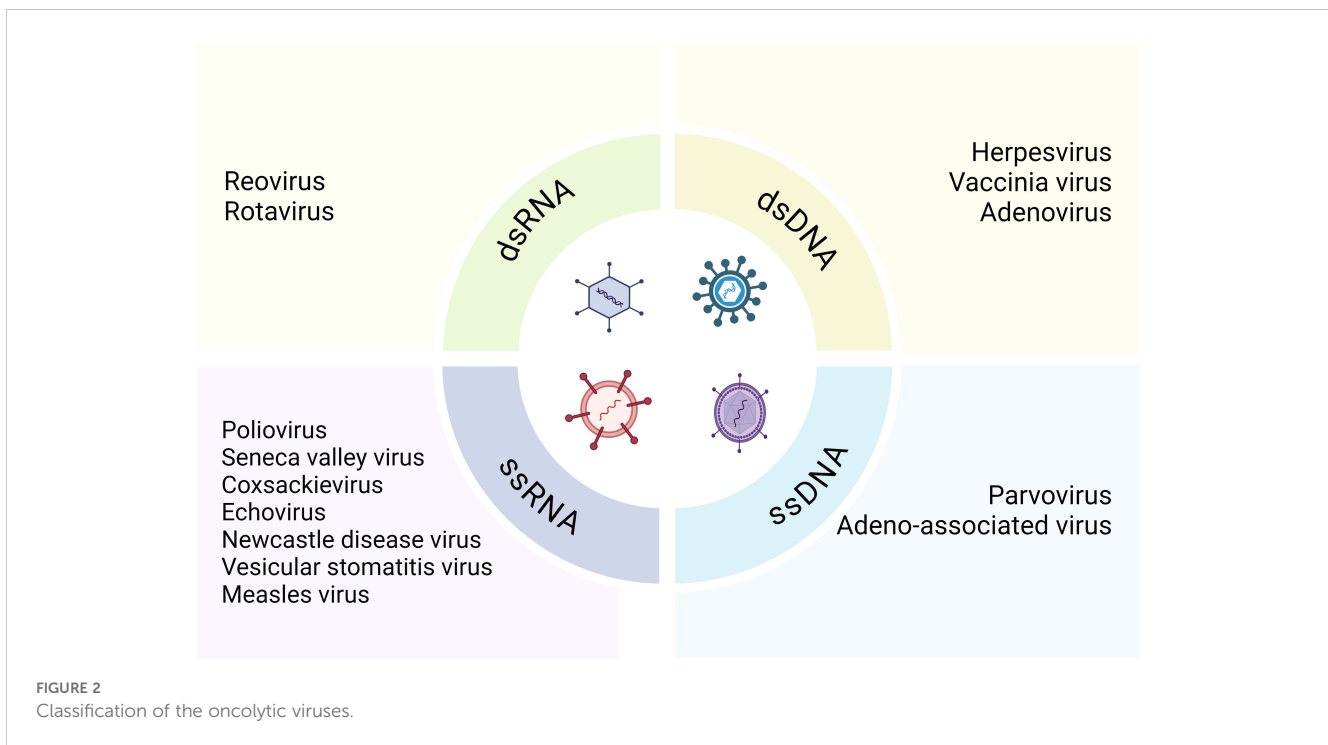 Reovirus
Rotavirus
dsRNA
dsDNA
Herpesvirus
Vaccinia virus
Adenovirus
Poliovirus
Seneca valley virus
Coxsackievirus
Echovirus
Newcastle disease virus
Vesicular stomatitis virus
Measles virus
ssRNA
ssDNA
Parvovirus
Adeno-associated virus
FIGURE 2
Classification of the oncolytic viruses.